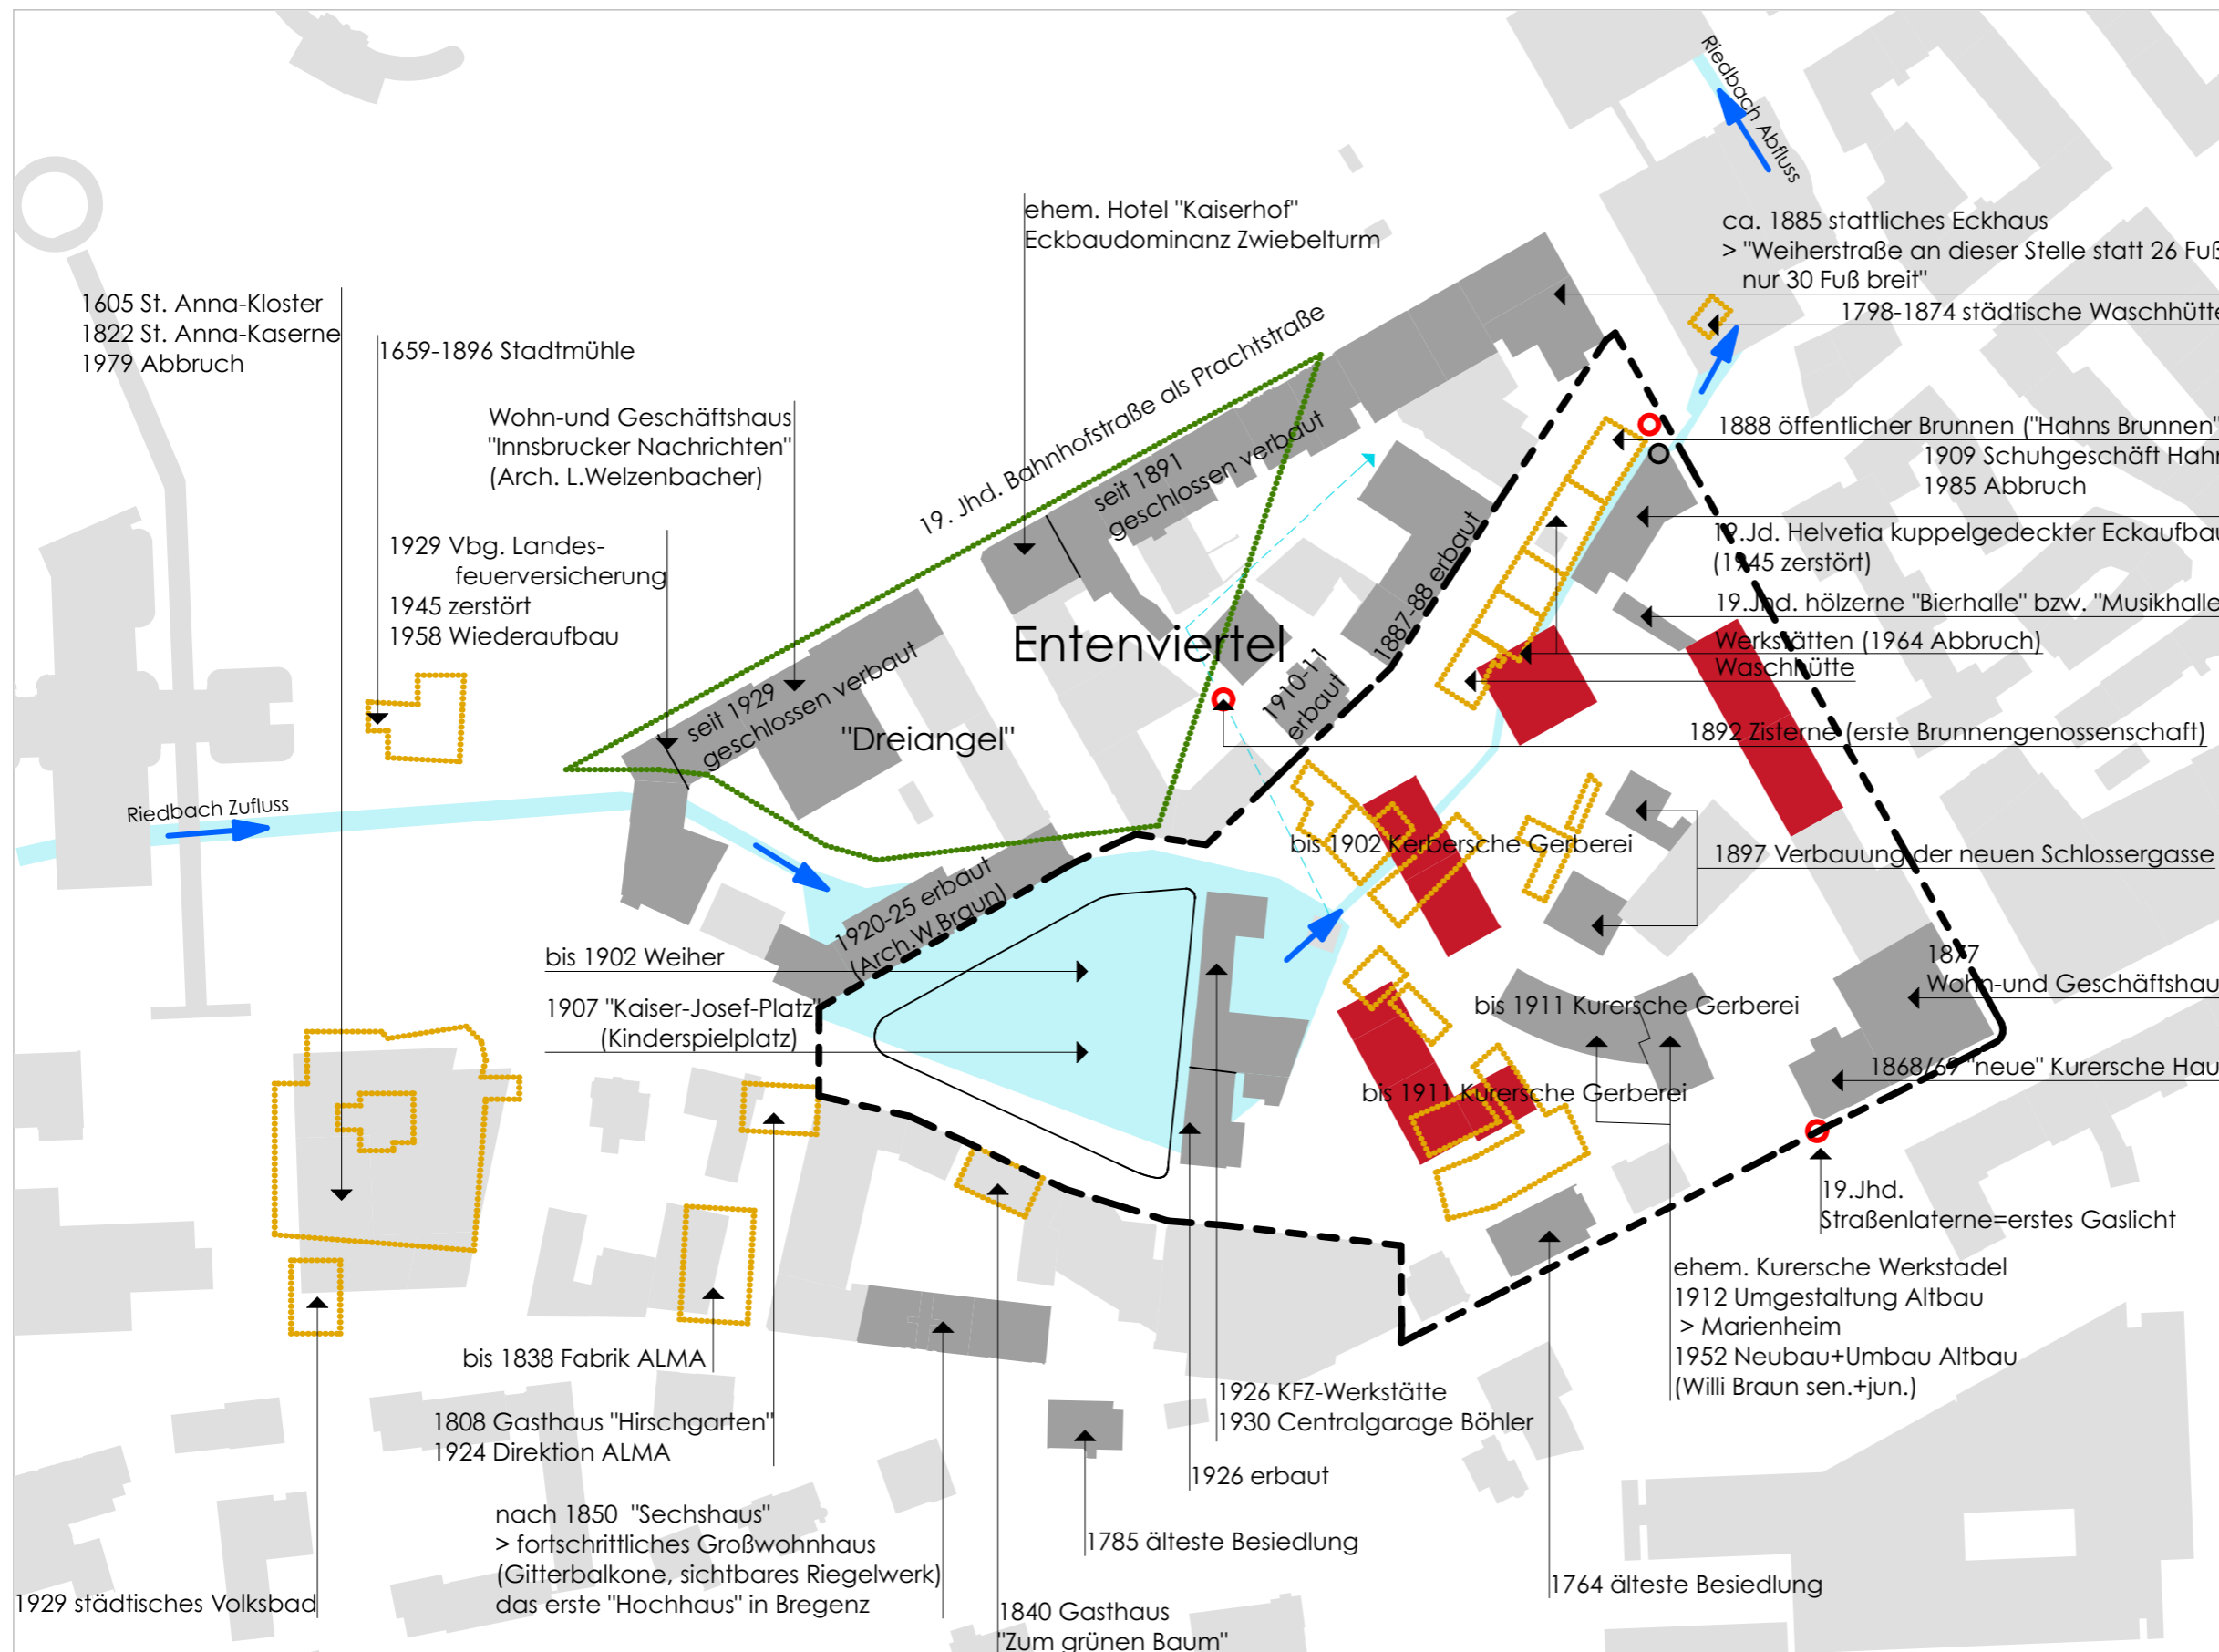 Riedbach Abfluss
ehem. Hotel "Kaiserhof"
Eckbaudominanz Zwiebelturm
ca. 1885 stattliches Eckhaus
> "Weiherstraße an dieser Stelle statt 26 Fuß
nur 30 Fuß breit"
1798-1874 städtische Waschhütte
1605 St. Anna-Kloster
1822 St. Anna-Kaserne
1979 Abbruch
1659-1896 Stadtmühle
19. Jhd. Bahnhofstraße als Prachtstraße
Wohn-und Geschäftshaus
"Innsbrucker Nachrichten"
(Arch. L.Welzenbacher)
seit 1891
geschlossen verbaut
1888 öffentlicher Brunnen ("Hahns Brunnen"
1909 Schuhgeschäft Hahn
1985 Abbruch
1929 Vbg. Landes-
feuerversicherung
1945 zerstört
1958 Wiederaufbau
19.Jd. Helvetia kuppelgedeckter Eckaufbau
(1945 zerstört)
1887-88 erbaut
19.Jhd. hölzerne "Bierhalle" bzw. "Musikhalle
Entenviertel
Werkstätten (1964 Abbruch)
Waschhütte
seit 1929
geschlossen verbaut
"Dreiangel"
1910-11
erbaut
1892 Zisterne (erste Brunnengenossenschaft)
Riedbach Zufluss
bis 1902 Kerbersche Gerberei
1897 Verbauung der neuen Schlossergasse
1920-25 erbaut
(Arch.W.Braun)
bis 1902 Weiher
1907 "Kaiser-Josef-Platz"
(Kinderspielplatz)
1877
Wohn-und Geschäftshau
bis 1911 Kurersche Gerberei
1868/69 "neue" Kurersche Hau
bis 1911 Kurersche Gerberei
19.Jhd.
Straßenlaterne=erstes Gaslicht
ehem. Kurersche Werkstadel
1912 Umgestaltung Altbau
> Marienheim
1952 Neubau+Umbau Altbau
(Willi Braun sen.+jun.)
bis 1838 Fabrik ALMA
1808 Gasthaus "Hirschgarten"
1924 Direktion ALMA
1926 KFZ-Werkstätte
1930 Centralgarage Böhler
1926 erbaut
nach 1850 "Sechshaus"
> fortschrittliches Großwohnhaus
(Gitterbalkone, sichtbares Riegelwerk)
das erste "Hochhaus" in Bregenz
1785 älteste Besiedlung
1764 älteste Besiedlung
1929 städtisches Volksbad
1840 Gasthaus
"Zum grünen Baum"